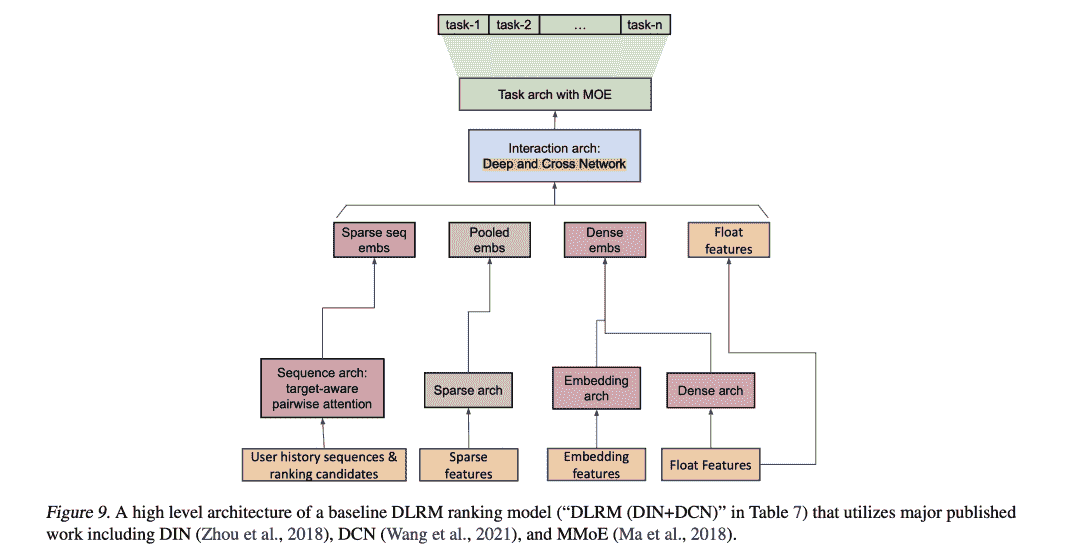 task-1 task-2 ... task-n
Task arch with MOE
Interaction arch:
Deep and Cross Network
Sparse seq
embs
Pooled
embs
Dense
embs
Float
features
Sequence arch:
target-aware
pairwise attention
Sparse arch
Embedding
arch
Dense arch
User history sequences &
ranking candidates
Sparse
features
Embedding
features
Float Features
Figure 9. A high level architecture of a baseline DLRM ranking model (“DLRM (DIN+DCN)” in Table 7) that utilizes major published
work including DIN (Zhou et al., 2018), DCN (Wang et al., 2021), and MMoE (Ma et al., 2018).